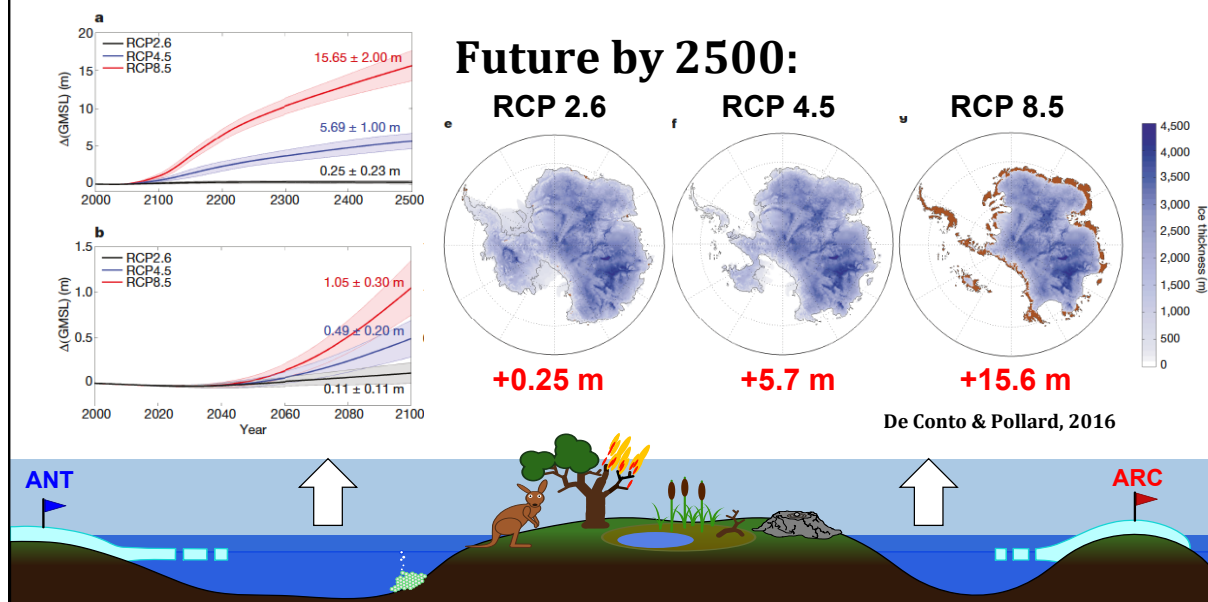 a
20
15
10
5
0
Δ(GMSL) (m)
RCP2.6
RCP4.5
RCP8.5
15.65 ± 2.00 m
5.69 ± 1.00 m
0.25 ± 0.23 m
2000 2100 2200 2300 2400 2500
b
1.5
1.0
0.5
0
Δ(GMSL) (m)
RCP2.6
RCP4.5
RCP8.5
1.05 ± 0.30 m
0.49 ± 0.20 m
0.11 ± 0.11 m
2000 2020 2040 2060 2080 2100
Year
Future by 2500:
RCP 2.6 RCP 4.5 RCP 8.5
e f g
4,500
4,000
3,500
3,000
2,500
2,000
1,500
1,000
500
0
Ice thickness (m)
+0.25 m +5.7 m +15.6 m
De Conto & Pollard, 2016
ANT ARC